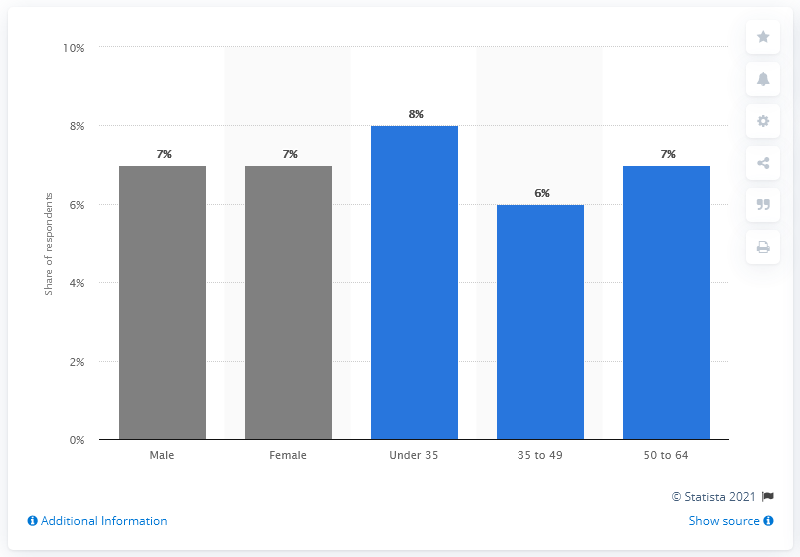 10%
8%
6%
4%
2%
0%
Share of respondents
7%
7%
8%
6%
7%
Male
Female
Under 35
35 to 49
50 to 64
© Statista 2021
Additional Information
Show source